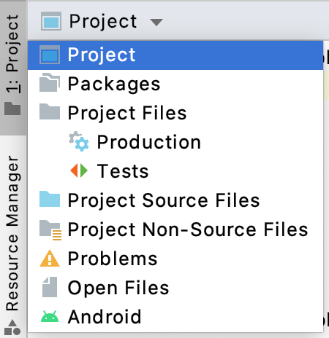 1: Project
Resource Manager
Project
Project
Packages
Project Files
Production
Tests
Project Source Files
Project Non-Source Files
Problems
Open Files
Android